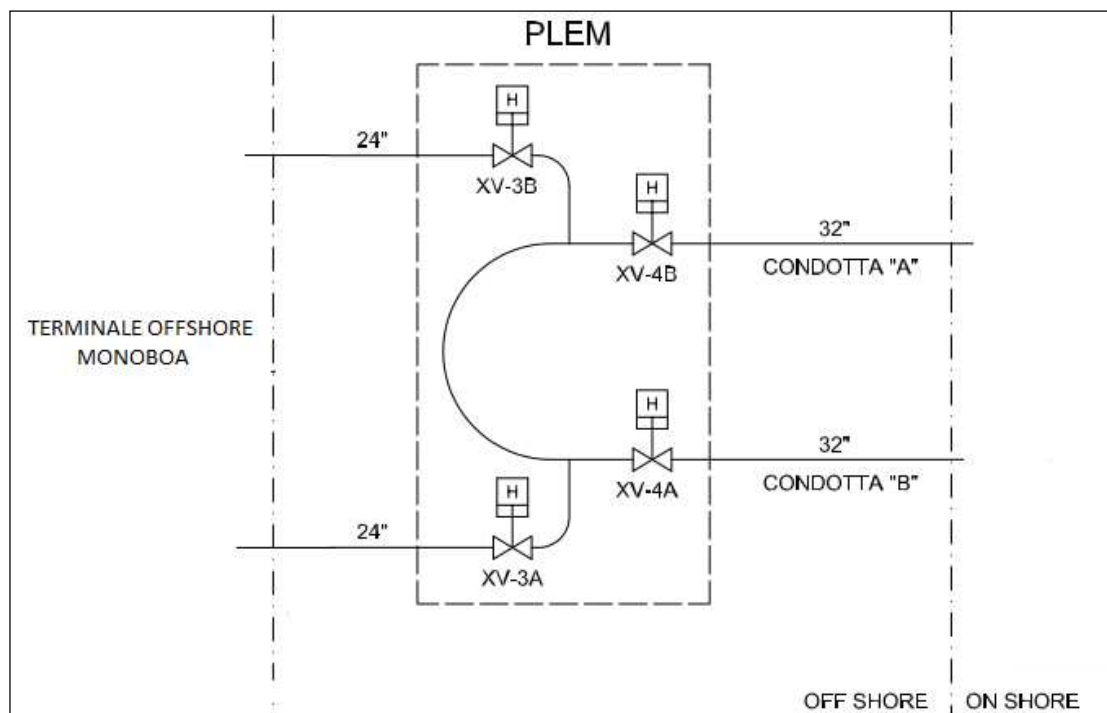 PLEM
H
24"
XV-3B
H
32"
XV-4B
CONDOTTA "A"
TERMINALE OFFSHORE
MONOBOA
H
32"
XV-4A
CONDOTTA "B"
H
24"
XV-3A
OFF SHORE
ON SHORE